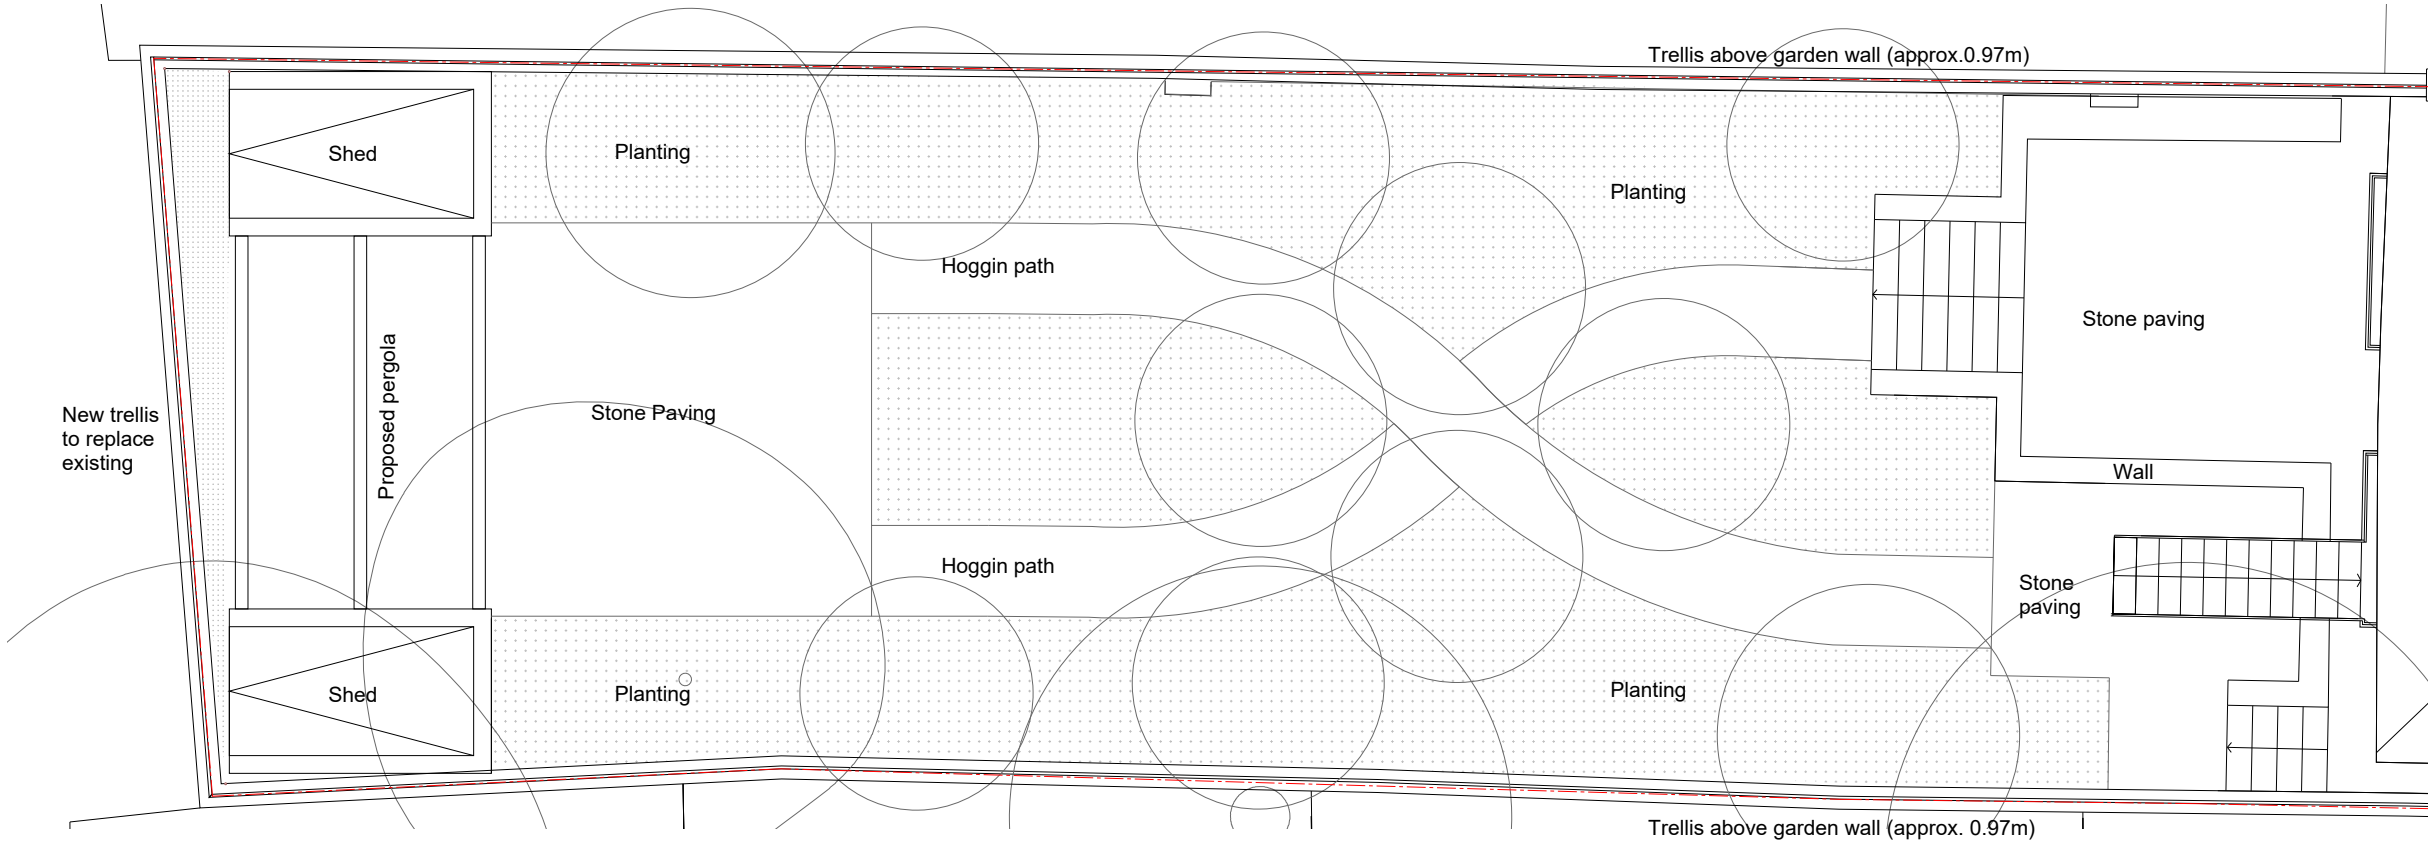 Trellis above garden wall (approx.0.97m)
Shed
Planting
Planting
Hoggin path
Stone paving
Proposed pergola
Stone Paving
New trellis
to replace
existing
Wall
Hoggin path
Stone
paving
Shed
Planting
Planting
Trellis above garden wall (approx. 0.97m)